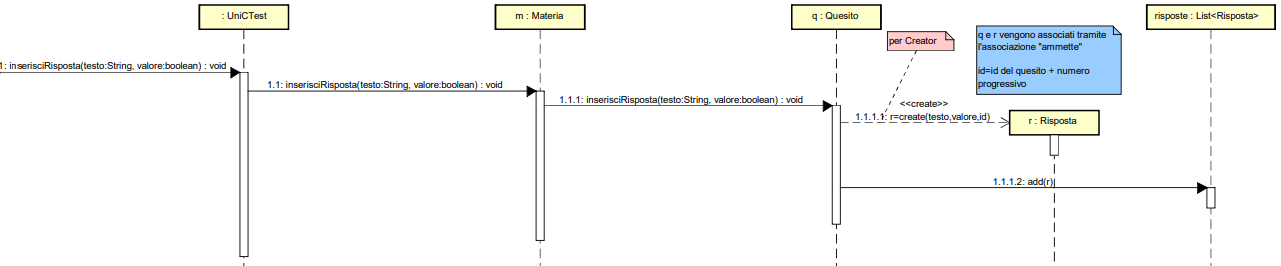 : UniCTest
m : Materia
q : Quesito
risposte : List<Risposta>
per Creator
q e r vengono associati tramite
l'associazione "ammette"
id=id del quesito + numero
progressivo
1: inserisciRisposta(testo:String, valore:boolean) : void
1.1: inserisciRisposta(testo:String, valore:boolean) : void
1.1.1: inserisciRisposta(testo:String, valore:boolean) : void
<<create>>
1.1.1.1: r=create(testo,valore,id)
r : Risposta
1.1.1.2: add(r)